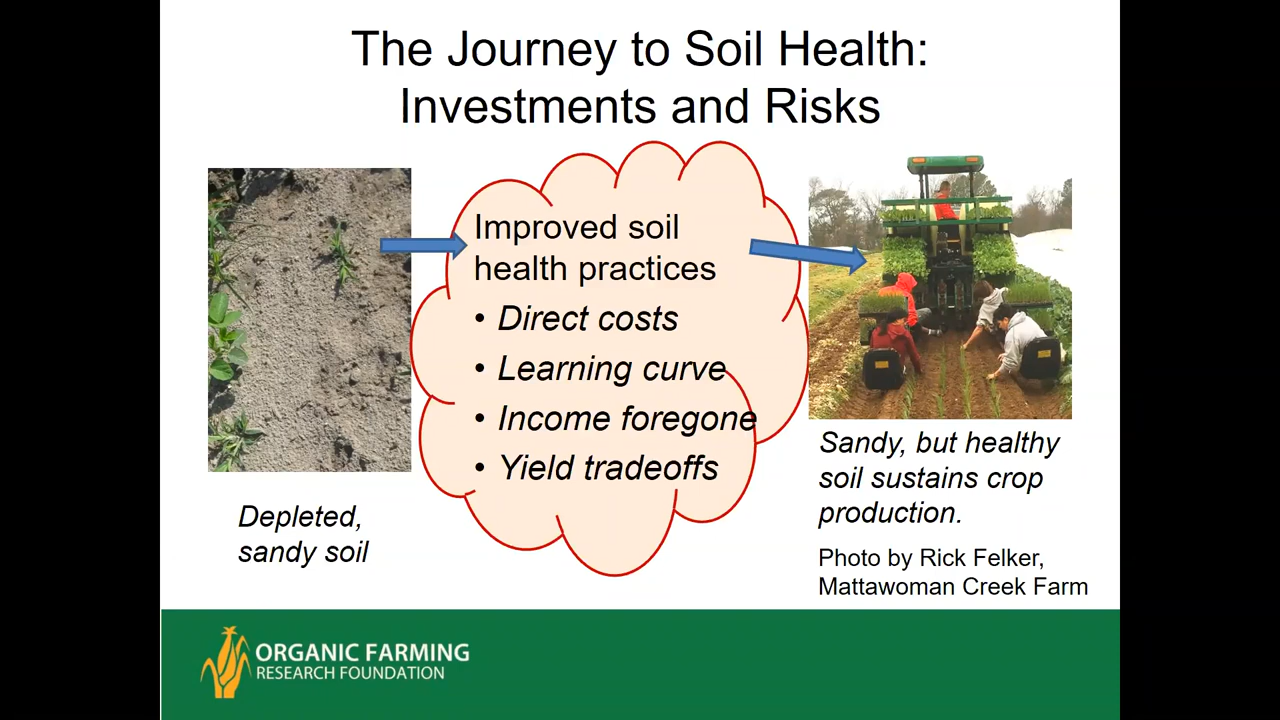 The Journey to Soil Health:
Investments and Risks
Improved soil
health practices
• Direct costs
• Learning curve
• Income foregone
• Yield tradeoffs
Depleted,
sandy soil
Sandy, but healthy
soil sustains crop
production.
Photo by Rick Felker,
Mattawoman Creek Farm
ORGANIC FARMING
RESEARCH FOUNDATION